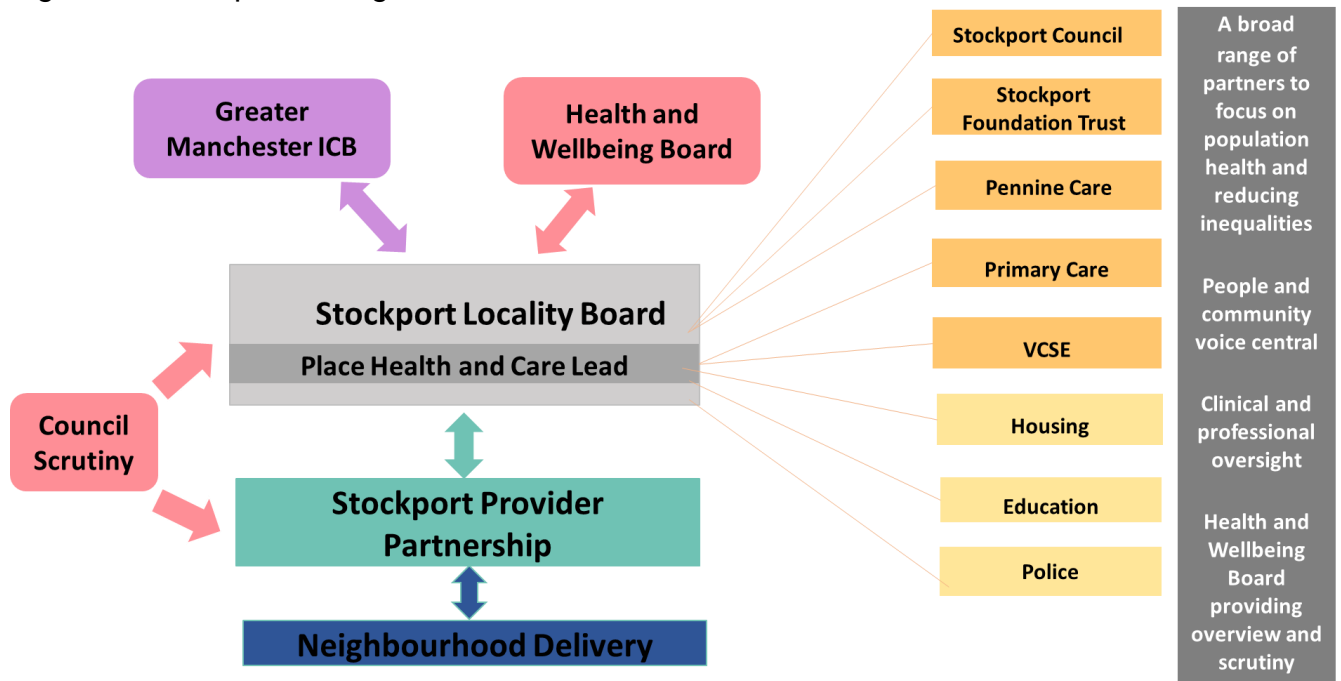 Greater
Manchester ICB
Health and
Wellbeing Board
Stockport Locality Board
Place Health and Care Lead
Council
Scrutiny
Stockport Provider
Partnership
Neighbourhood Delivery
Stockport Council
Stockport
Foundation Trust
Pennine Care
Primary Care
VCSE
Housing
Education
Police
A broad
range of
partners to
focus on
population
health and
reducing
inequalities
People and
community
voice central
Clinical and
professional
oversight
Health and
Wellbeing
Board
providing
overview and
scrutiny